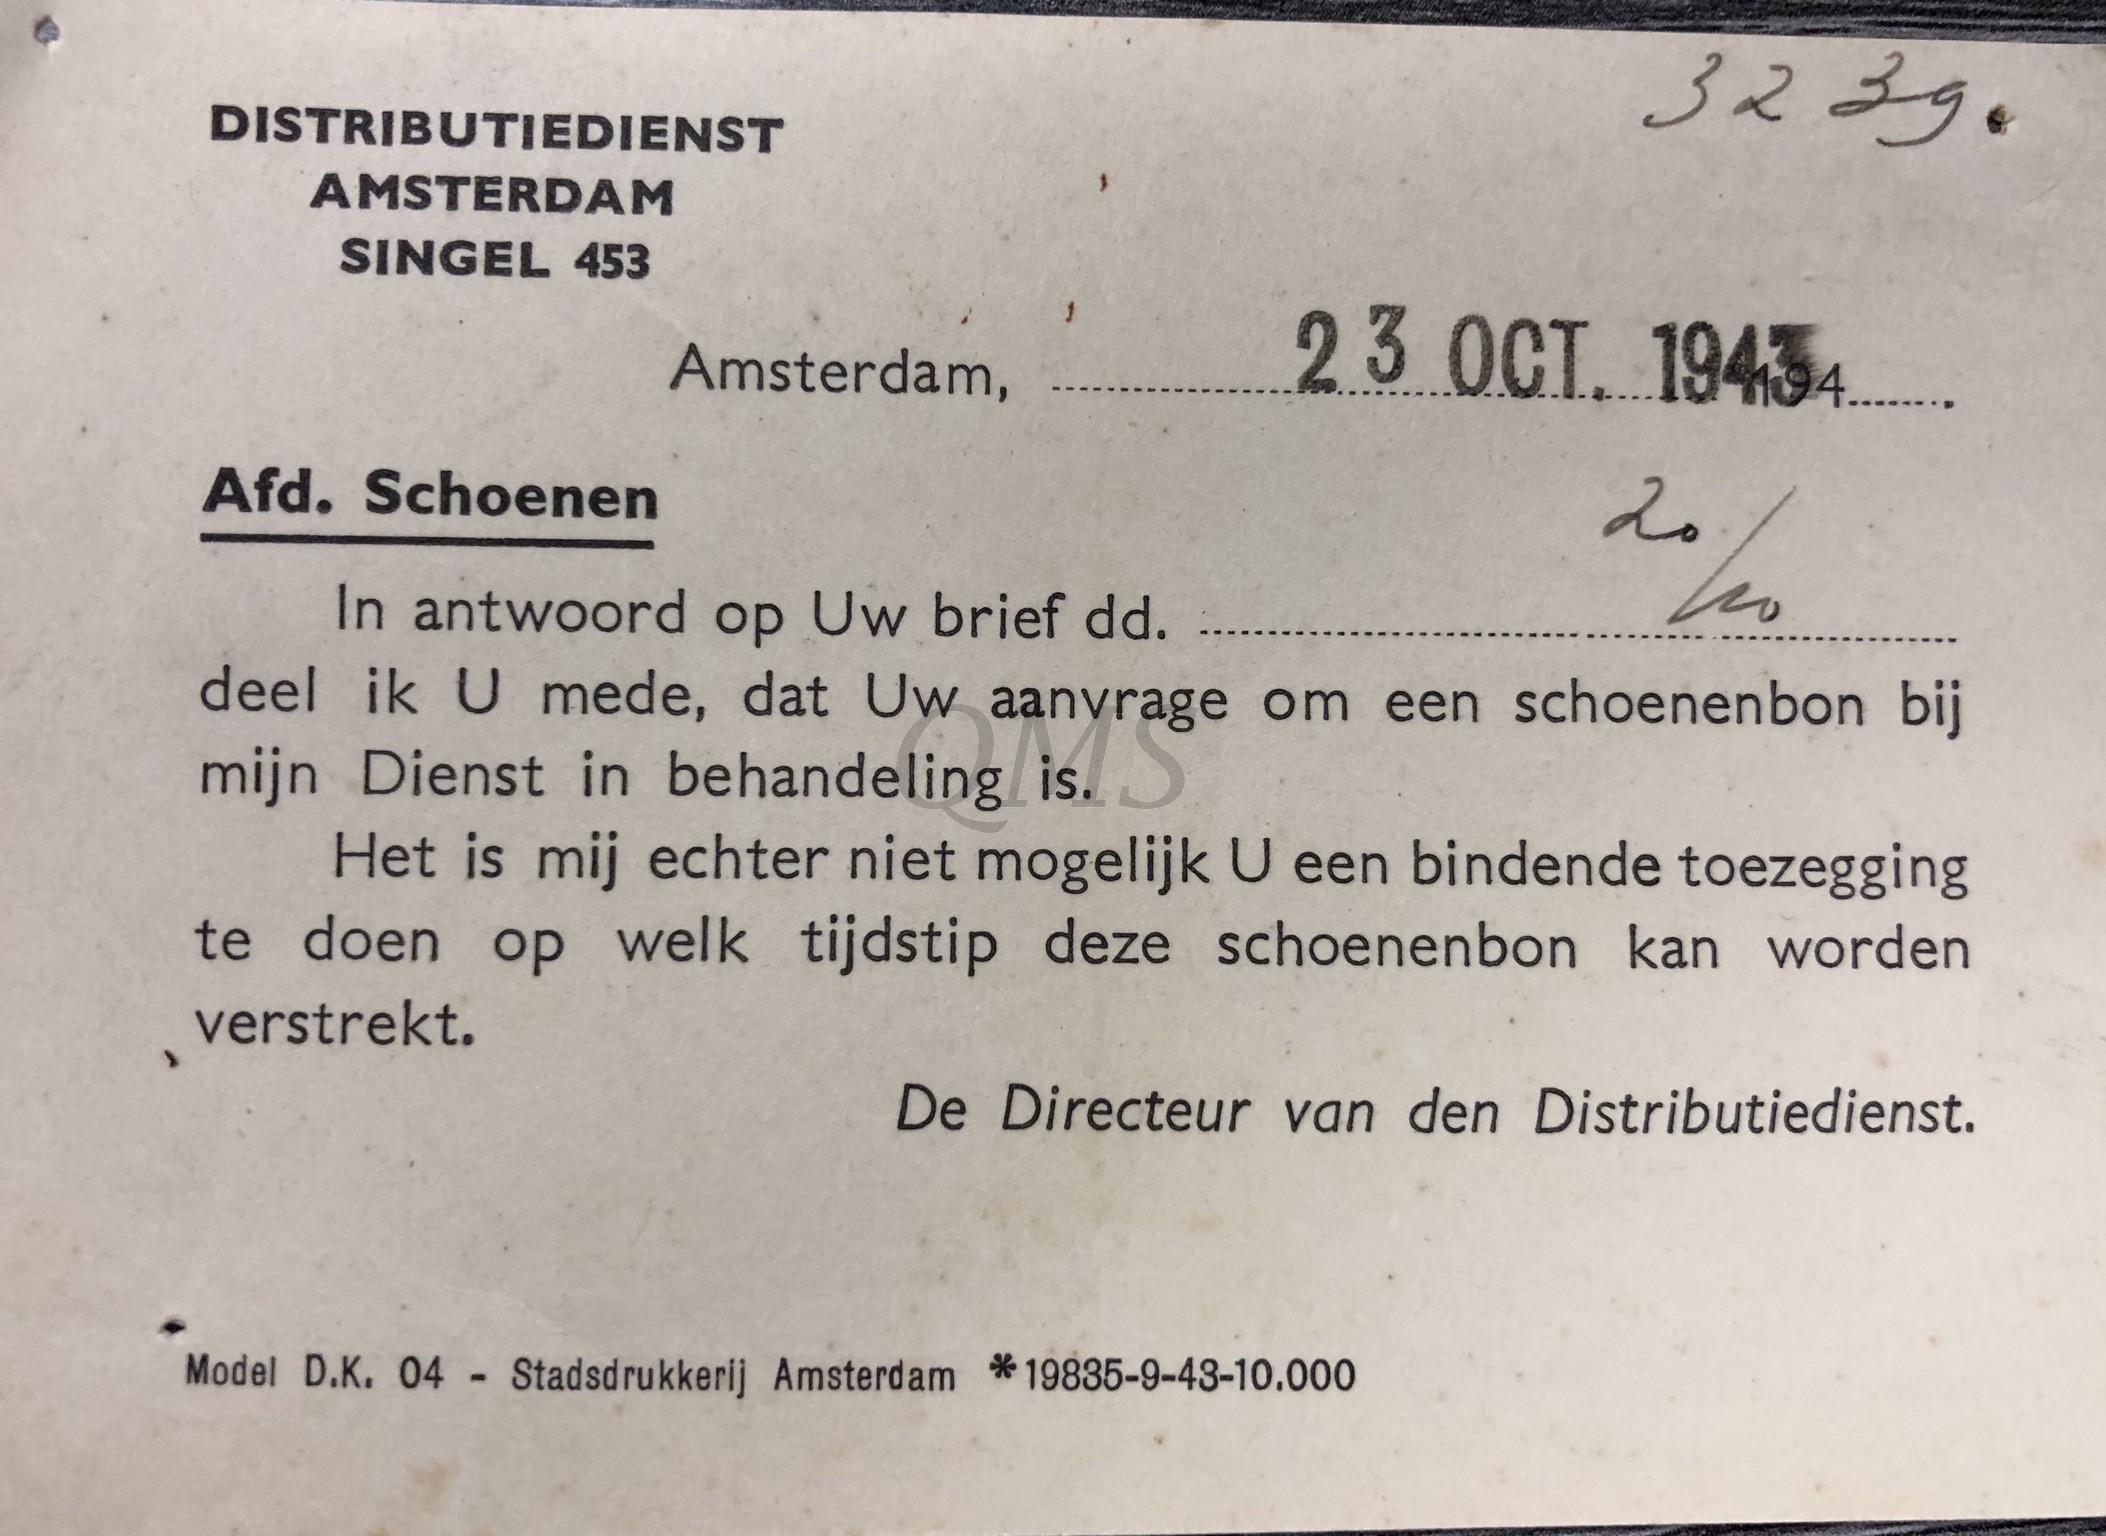 3239.
DISTRIBUTIEDIENST
AMSTERDAM
SINGEL 453
Amsterdam, 23 OCT. 1943 194
Afd. Schoenen
In antwoord op Uw brief dd. 20/10
deel ik U mede, dat Uw aanvrage om een schoenenbon bij
mijn Dienst in behandeling is.
QMS
Het is mij echter niet mogelijk U een bindende toezegging
te doen op welk tijdstip deze schoenenbon kan worden
verstrekt.
De Directeur van den Distributiedienst.
Model D.K. 04 - Stadsdrukkerij Amsterdam *19835-9-43-10.000